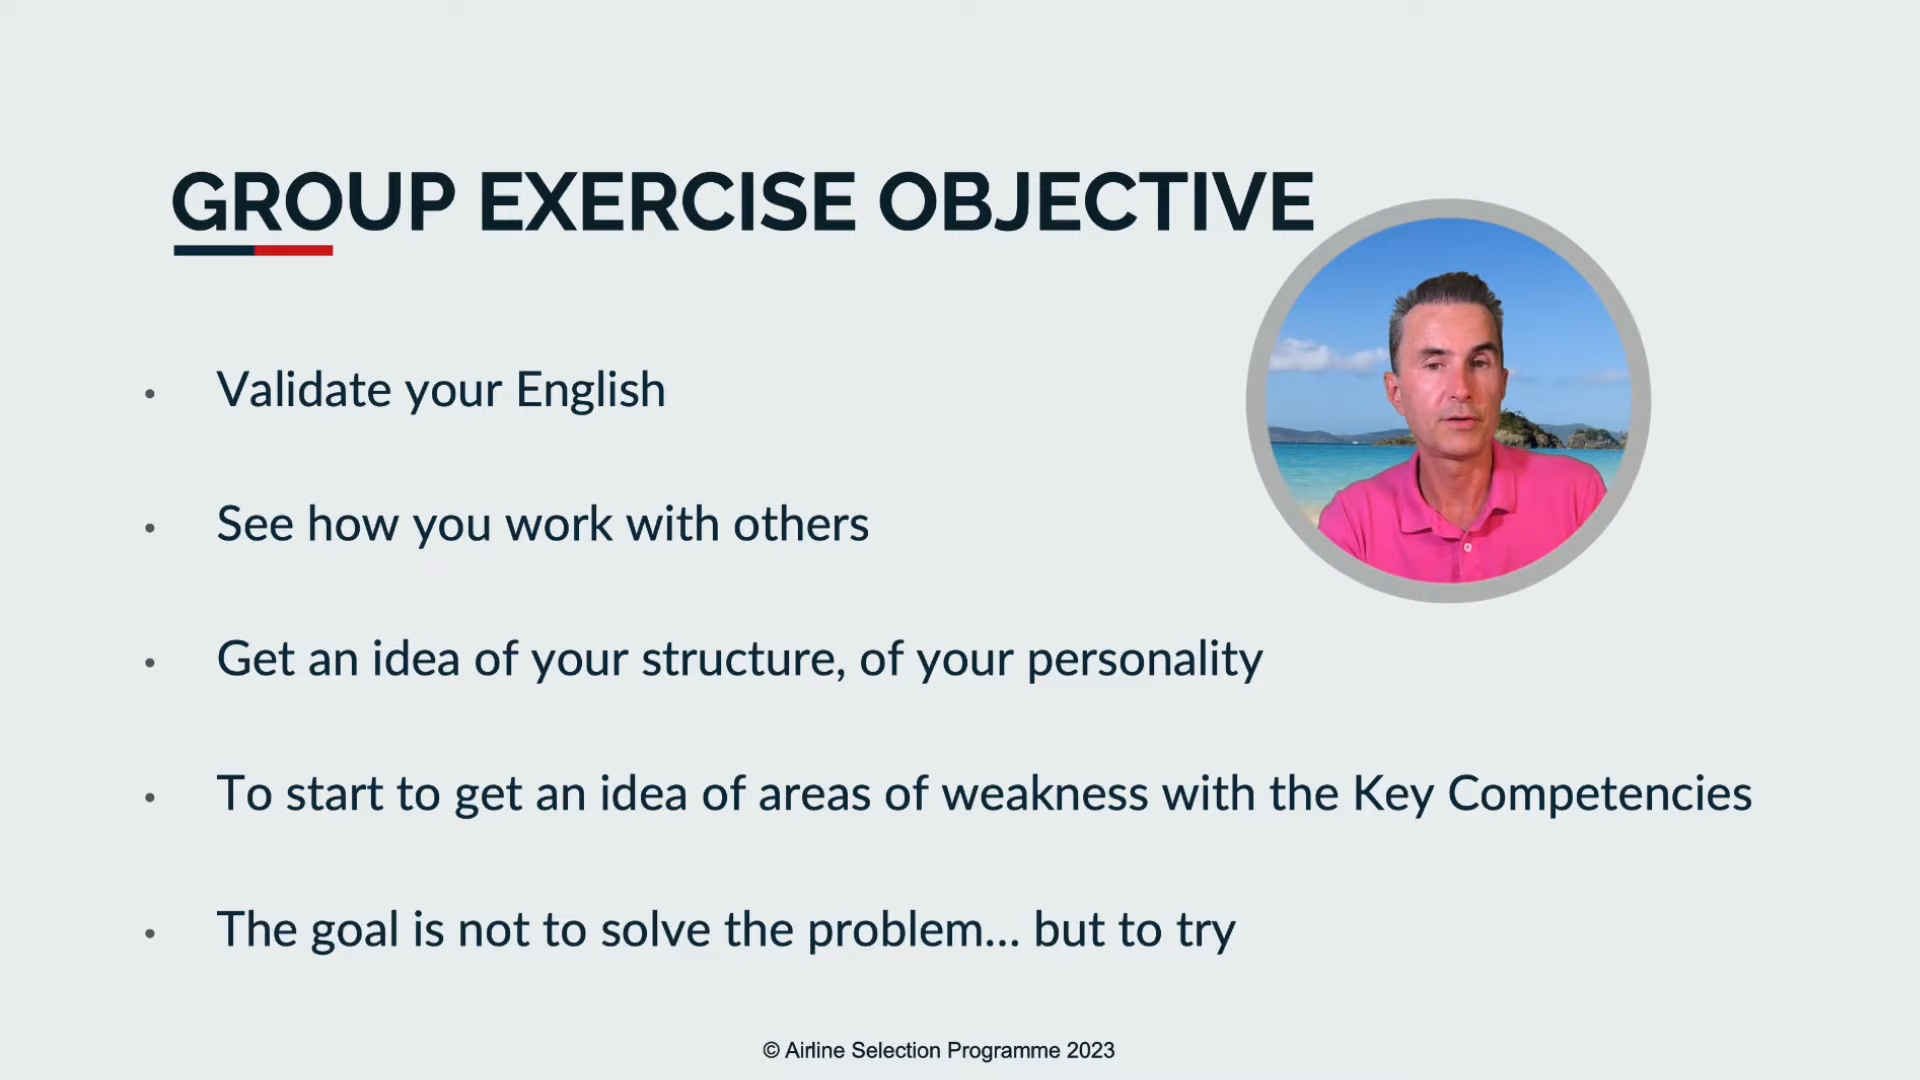 GROUP EXERCISE OBJECTIVE
• Validate your English
• See how you work with others
• Get an idea of your structure, of your personality
• To start to get an idea of areas of weakness with the Key Competencies
• The goal is not to solve the problem... but to try
© Airline Selection Programme 2023